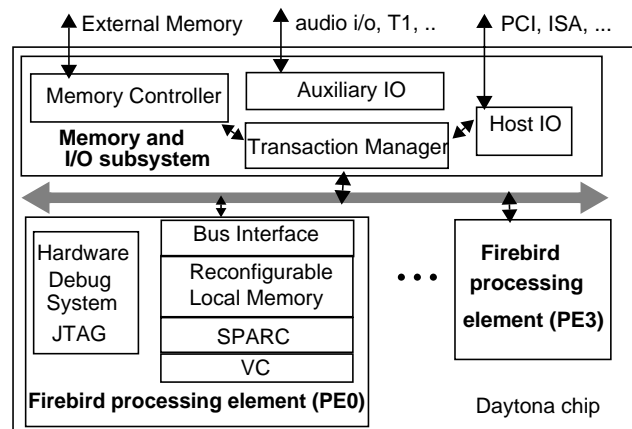 External Memory
audio i/o, T1, ..
PCI, ISA, ...
Memory Controller
Auxiliary IO
Host IO
Memory and
I/O subsystem
Transaction Manager
Hardware
Debug
System
JTAG
Bus Interface
Reconfigurable
Local Memory
SPARC
VC
Firebird processing element (PE0)
Firebird
processing
element (PE3)
Daytona chip